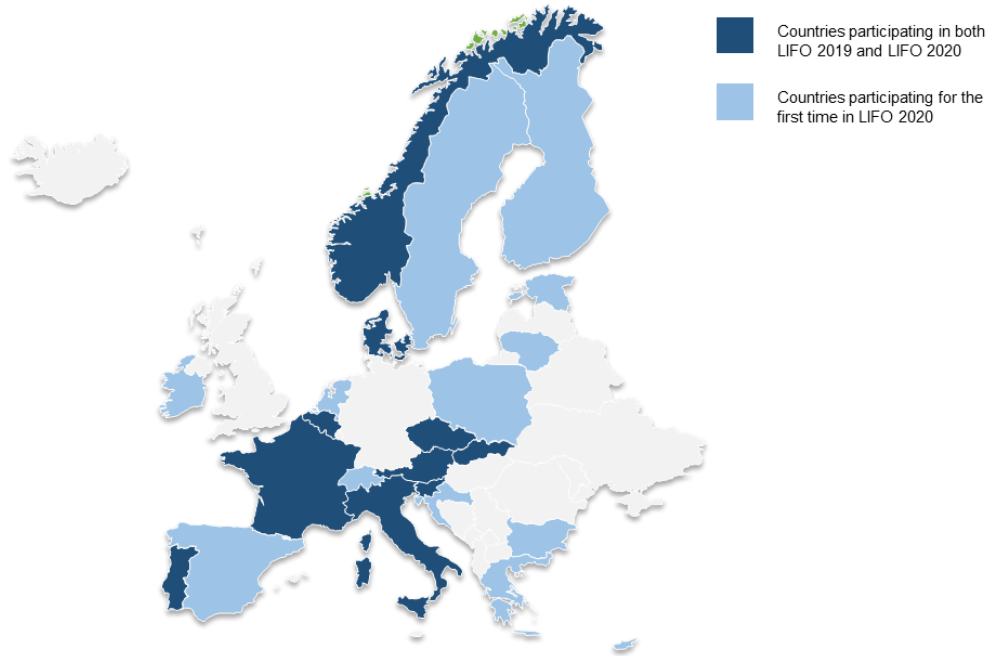 Countries participating in both
LIFO 2019 and LIFO 2020
Countries participating for the
first time in LIFO 2020